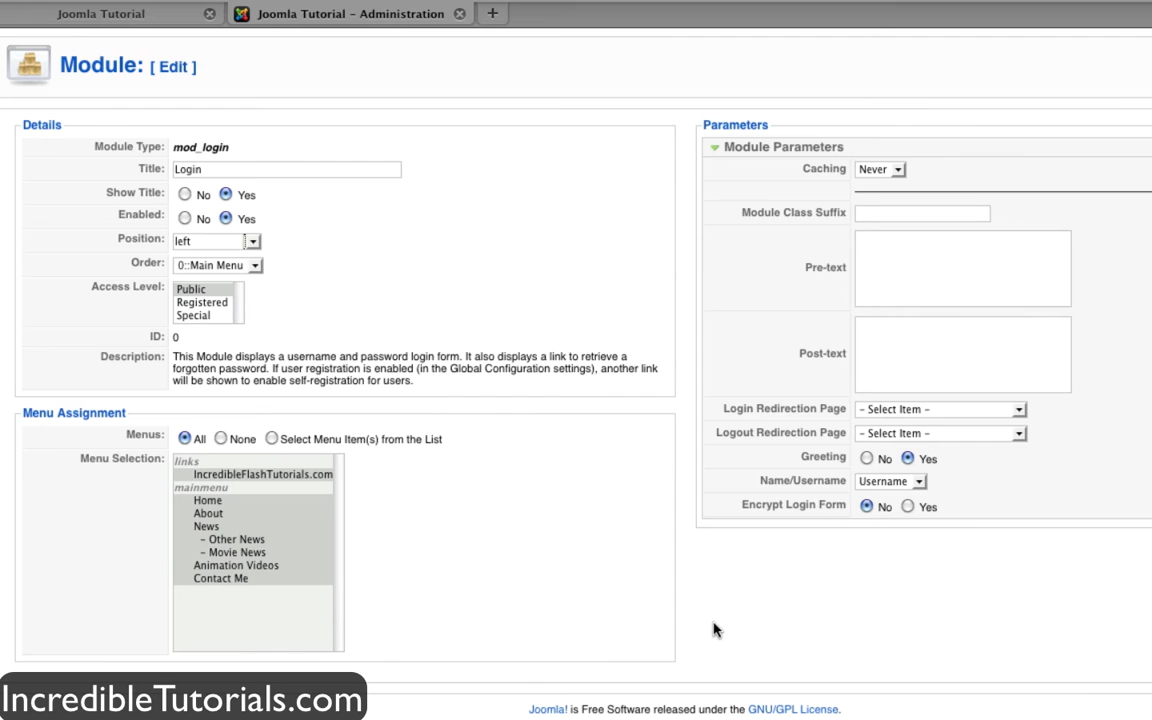 Joomla Tutorial
Joomla Tutorial – Administration
+
Module: [ Edit ]
Details
Module Type: mod_login
Title: Login
Show Title: No Yes
Enabled: No Yes
Position: left
Order: 0::Main Menu
Access Level: Public
Registered
Special
ID: 0
Description: This Module displays a username and password login form. It also displays a link to retrieve a
forgotten password. If user registration is enabled (in the Global Configuration settings), another link
will be shown to enable self-registration for users.
Menu Assignment
Menus: All None Select Menu Item(s) from the List
Menu Selection: links
IncredibleFlashTutorials.com
mainmenu
Home
About
News
– Other News
– Movie News
Animation Videos
Contact Me
Parameters
Module Parameters
Caching Never
Module Class Suffix
Pre-text
Post-text
Login Redirection Page – Select Item –
Logout Redirection Page – Select Item –
Greeting No Yes
Name/Username Username
Encrypt Login Form No Yes
IncredibleTutorials.com
Joomla! is Free Software released under the GNU/GPL License.